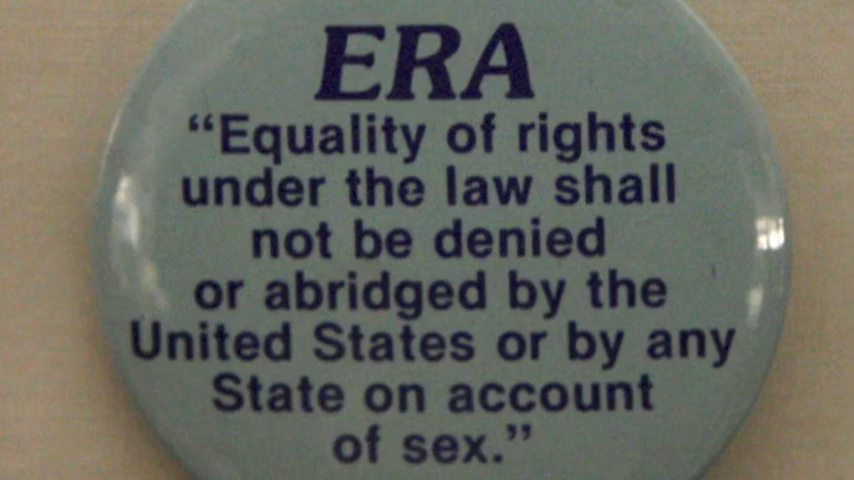 ERA
“Equality of rights
under the law shall
not be denied
or abridged by the
United States or by any
State on account
of sex.”